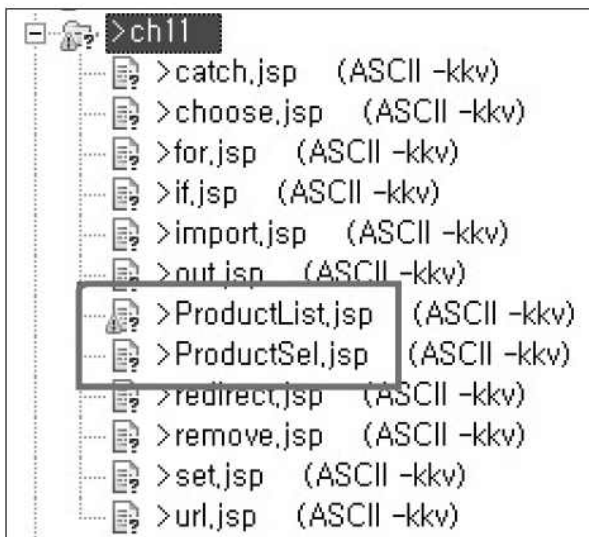 >ch11
>catch.jsp (ASCII -kkv)
>choose.jsp (ASCII -kkv)
>for.jsp (ASCII -kkv)
>if.jsp (ASCII -kkv)
>import.jsp (ASCII -kkv)
>out.jsp (ASCII -kkv)
>ProductList.jsp (ASCII -kkv)
>ProductSel.jsp (ASCII -kkv)
>redirect.jsp (ASCII -kkv)
>remove.jsp (ASCII -kkv)
>set.jsp (ASCII -kkv)
>url.jsp (ASCII -kkv)